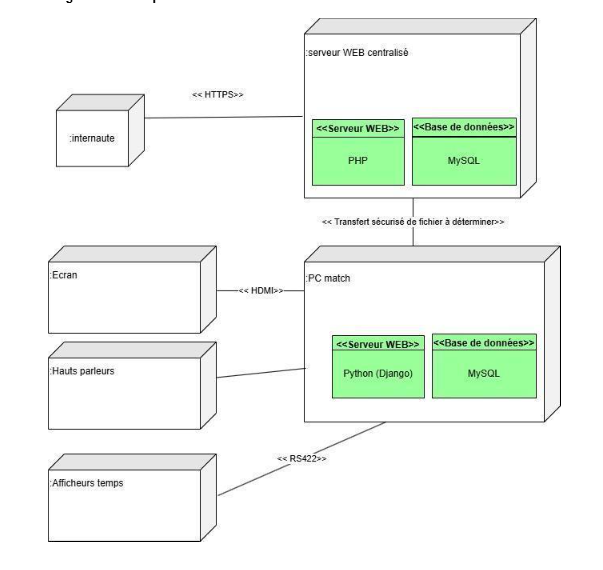 :serveur WEB centralisé
<< HTTPS>>
:internaute
<<Serveur WEB>>
PHP
<<Base de données>>
MySQL
<< Transfert sécurisé de fichier à déterminer>>
:Ecran
<< HDMI>>
:PC match
<<Serveur WEB>>
Python (Django)
<<Base de données>>
MySQL
:Hauts parleurs
<< RS422>>
:Afficheurs temps